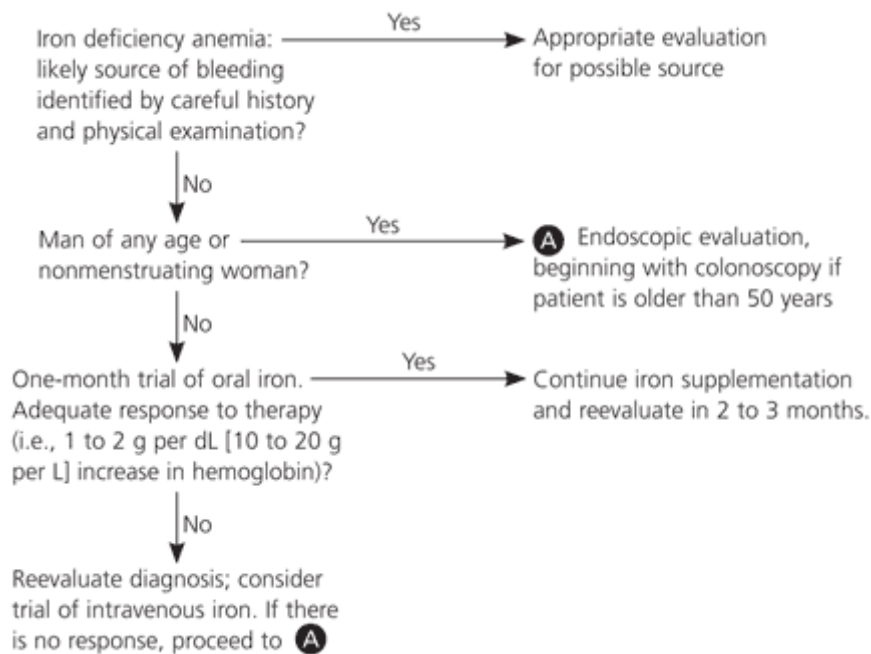 Yes
Iron deficiency anemia:
likely source of bleeding
identified by careful history
and physical examination?
Appropriate evaluation
for possible source
No
Man of any age or
nonmenstruating woman?
Yes
A Endoscopic evaluation,
beginning with colonoscopy if
patient is older than 50 years
No
One-month trial of oral iron.
Adequate response to therapy
(i.e., 1 to 2 g per dL [10 to 20 g
per L] increase in hemoglobin)?
Yes
Continue iron supplementation
and reevaluate in 2 to 3 months.
No
Reevaluate diagnosis; consider
trial of intravenous iron. If there
is no response, proceed to A